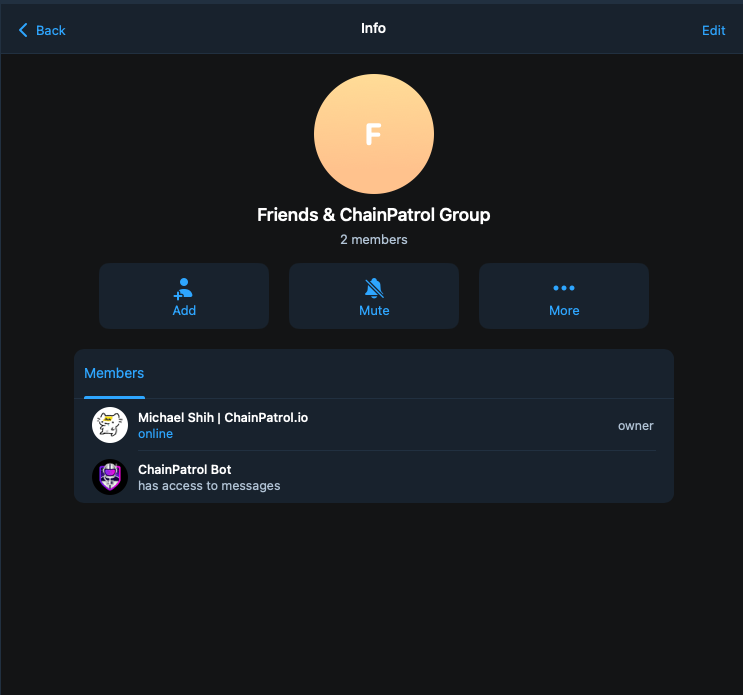 Back
Info
Edit
F
Friends & ChainPatrol Group
2 members
Add
Mute
More
Members
Michael Shih | ChainPatrol.io
online
owner
ChainPatrol Bot
has access to messages